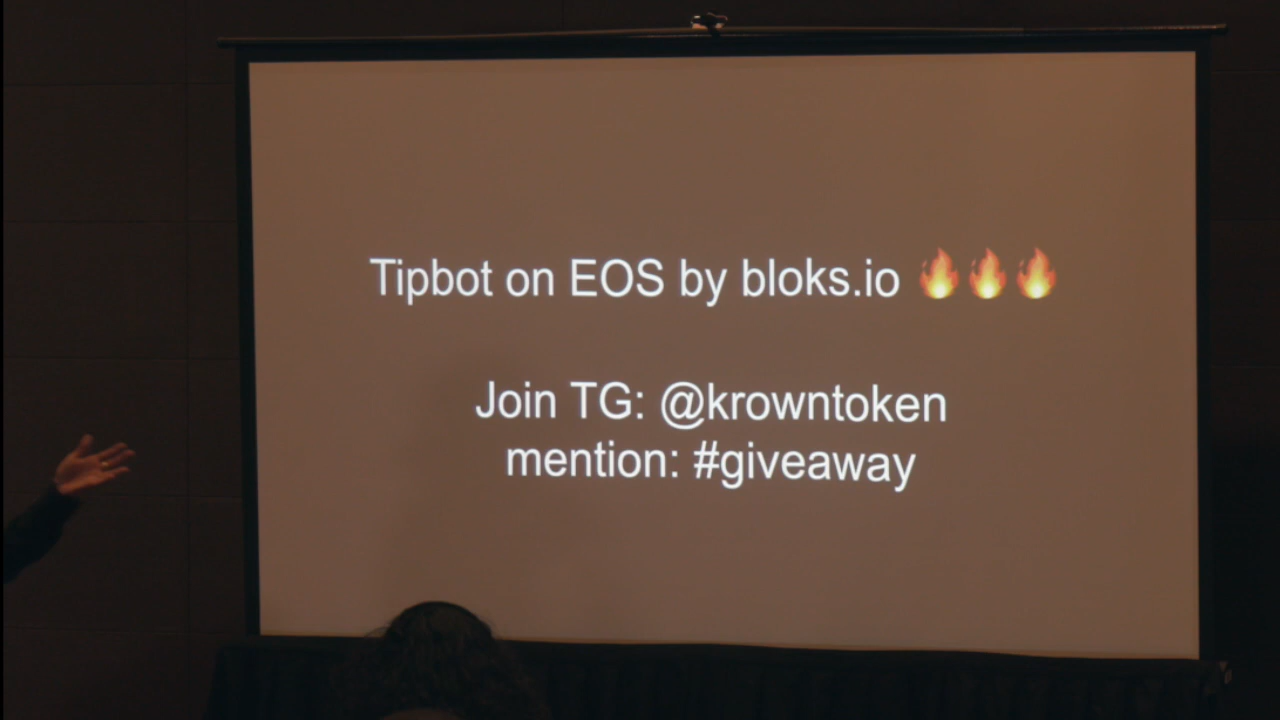 Tipbot on EOS by bloks.io 🔥🔥🔥
Join TG: @krowntoken
mention: #giveaway